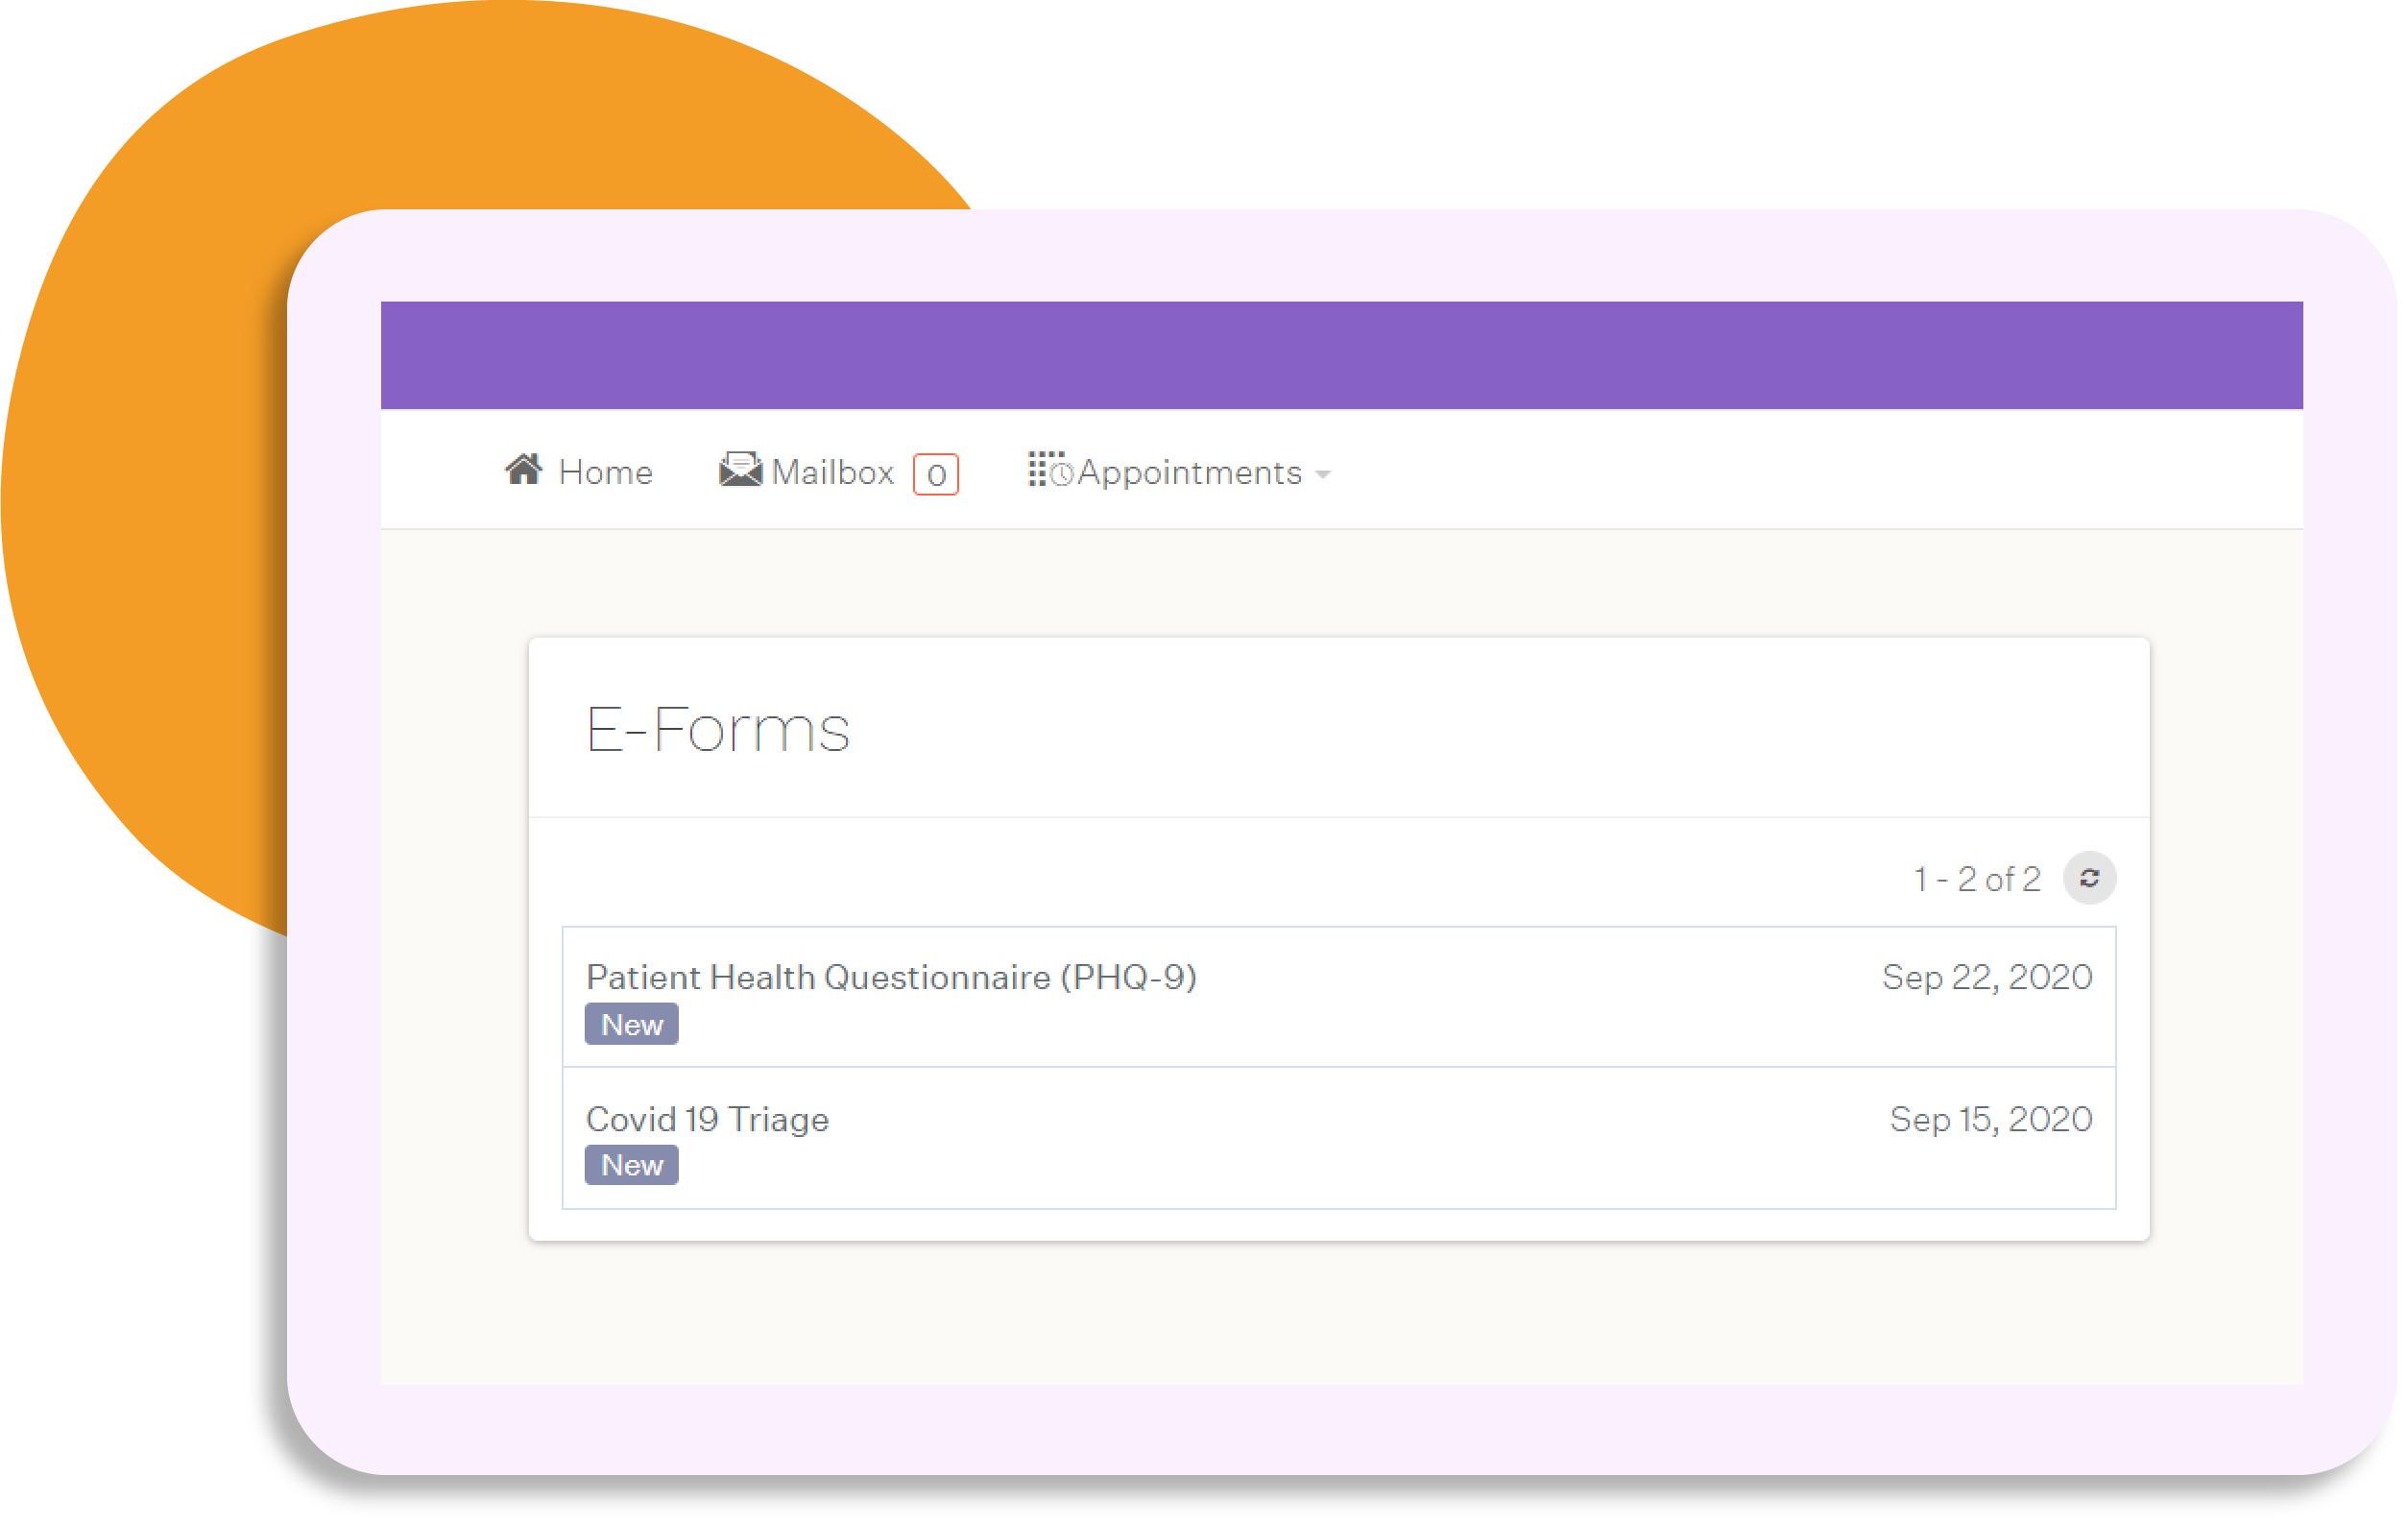 Home Mailbox 0 Appointments
E-Forms
1 - 2 of 2
Patient Health Questionnaire (PHQ-9) Sep 22, 2020
New
Covid 19 Triage Sep 15, 2020
New